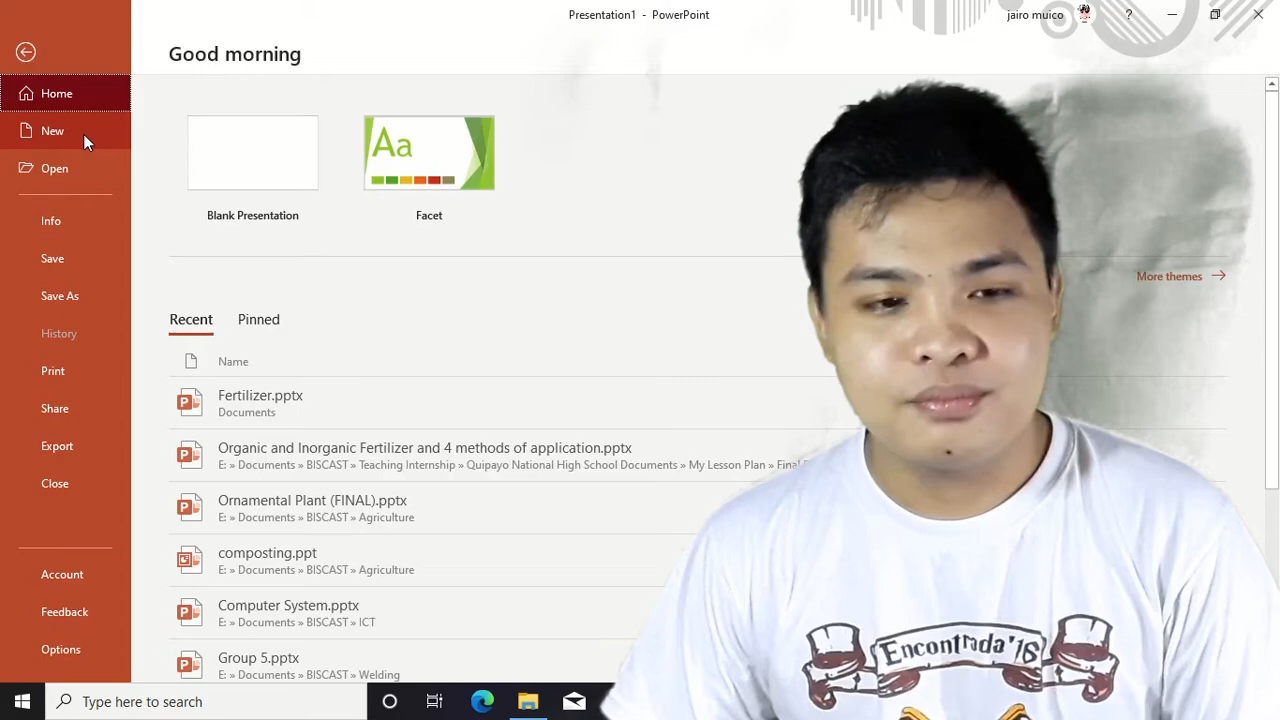 Presentation1 - PowerPoint
jairo muico
?
Good morning
Home
New
Open
Info
Save
Save As
History
Print
Share
Export
Close
Account
Feedback
Options
Aa
Blank Presentation
Facet
More themes
Recent
Pinned
Name
Fertilizer.pptx
Documents
Organic and Inorganic Fertilizer and 4 methods of application.pptx
E: » Documents » BISCAST » Teaching Internship » Quipayo National High School Documents » My Lesson Plan »
Ornamental Plant (FINAL).pptx
E: » Documents » BISCAST » Agriculture
composting.ppt
E: » Documents » BISCAST » Agriculture
Computer System.pptx
E: » Documents » BISCAST » ICT
Group 5.pptx
E: » Documents » BISCAST » Welding
Encontrada'16
Type here to search